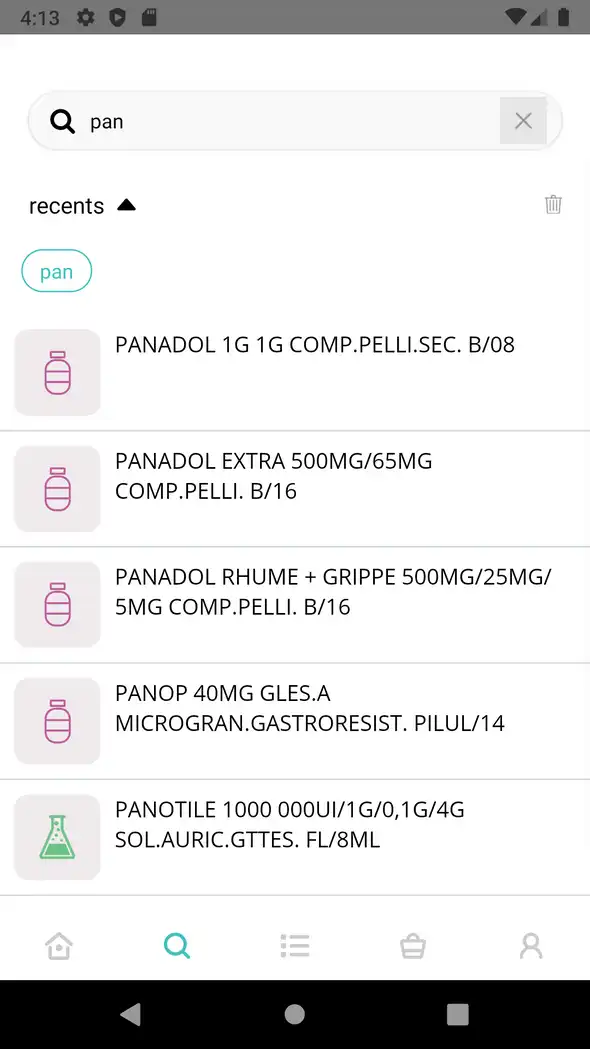 4:13
pan
recents
pan
PANADOL 1G 1G COMP.PELLI.SEC. B/08
PANADOL EXTRA 500MG/65MG
COMP.PELLI. B/16
PANADOL RHUME + GRIPPE 500MG/25MG/
5MG COMP.PELLI. B/16
PANOP 40MG GLES.A
MICROGRAN.GASTRORESIST. PILUL/14
PANOTILE 1000 000UI/1G/0,1G/4G
SOL.AURIC.GTTES. FL/8ML